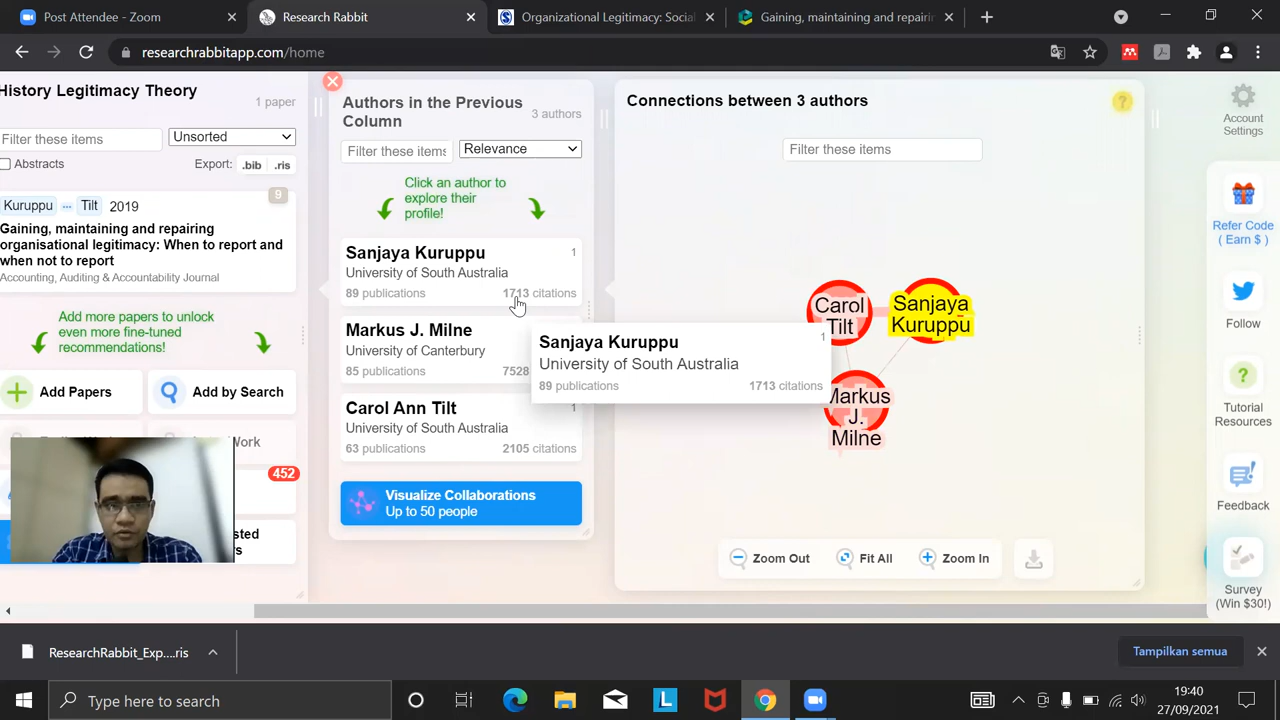 Post Attendee - Zoom
Research Rabbit
Organizational Legitimacy: Social
Gaining, maintaining and repairin
researchrabbitapp.com/home
History Legitimacy Theory
1 paper
Filter these items
Unsorted
Abstracts
Export:
.bib
.ris
9
Kuruppu ... Tilt 2019
Gaining, maintaining and repairing
organisational legitimacy: When to report and
when not to report
Accounting, Auditing & Accountability Journal
Add more papers to unlock
even more fine-tuned
recommendations!
Add Papers
Add by Search
Work
452
sted
rs
Authors in the Previous
Column
3 authors
Filter these items
Relevance
Click an author to
explore their
profile!
Sanjaya Kuruppu
1
University of South Australia
89 publications
1713 citations
Markus J. Milne
University of Canterbury
85 publications
7528
Carol Ann Tilt
1
University of South Australia
63 publications
2105 citations
Visualize Collaborations
Up to 50 people
Sanjaya Kuruppu
1
University of South Australia
89 publications
1713 citations
Connections between 3 authors
?
Filter these items
Carol
Tilt
Sanjaya
Kuruppu
Markus
J.
Milne
Zoom Out
Fit All
Zoom In
Account
Settings
Refer Code
( Earn $ )
Follow
?
Tutorial
Resources
Feedback
Survey
(Win $30!)
ResearchRabbit_Exp....ris
Tampilkan semua
Type here to search
L
19:40
27/09/2021